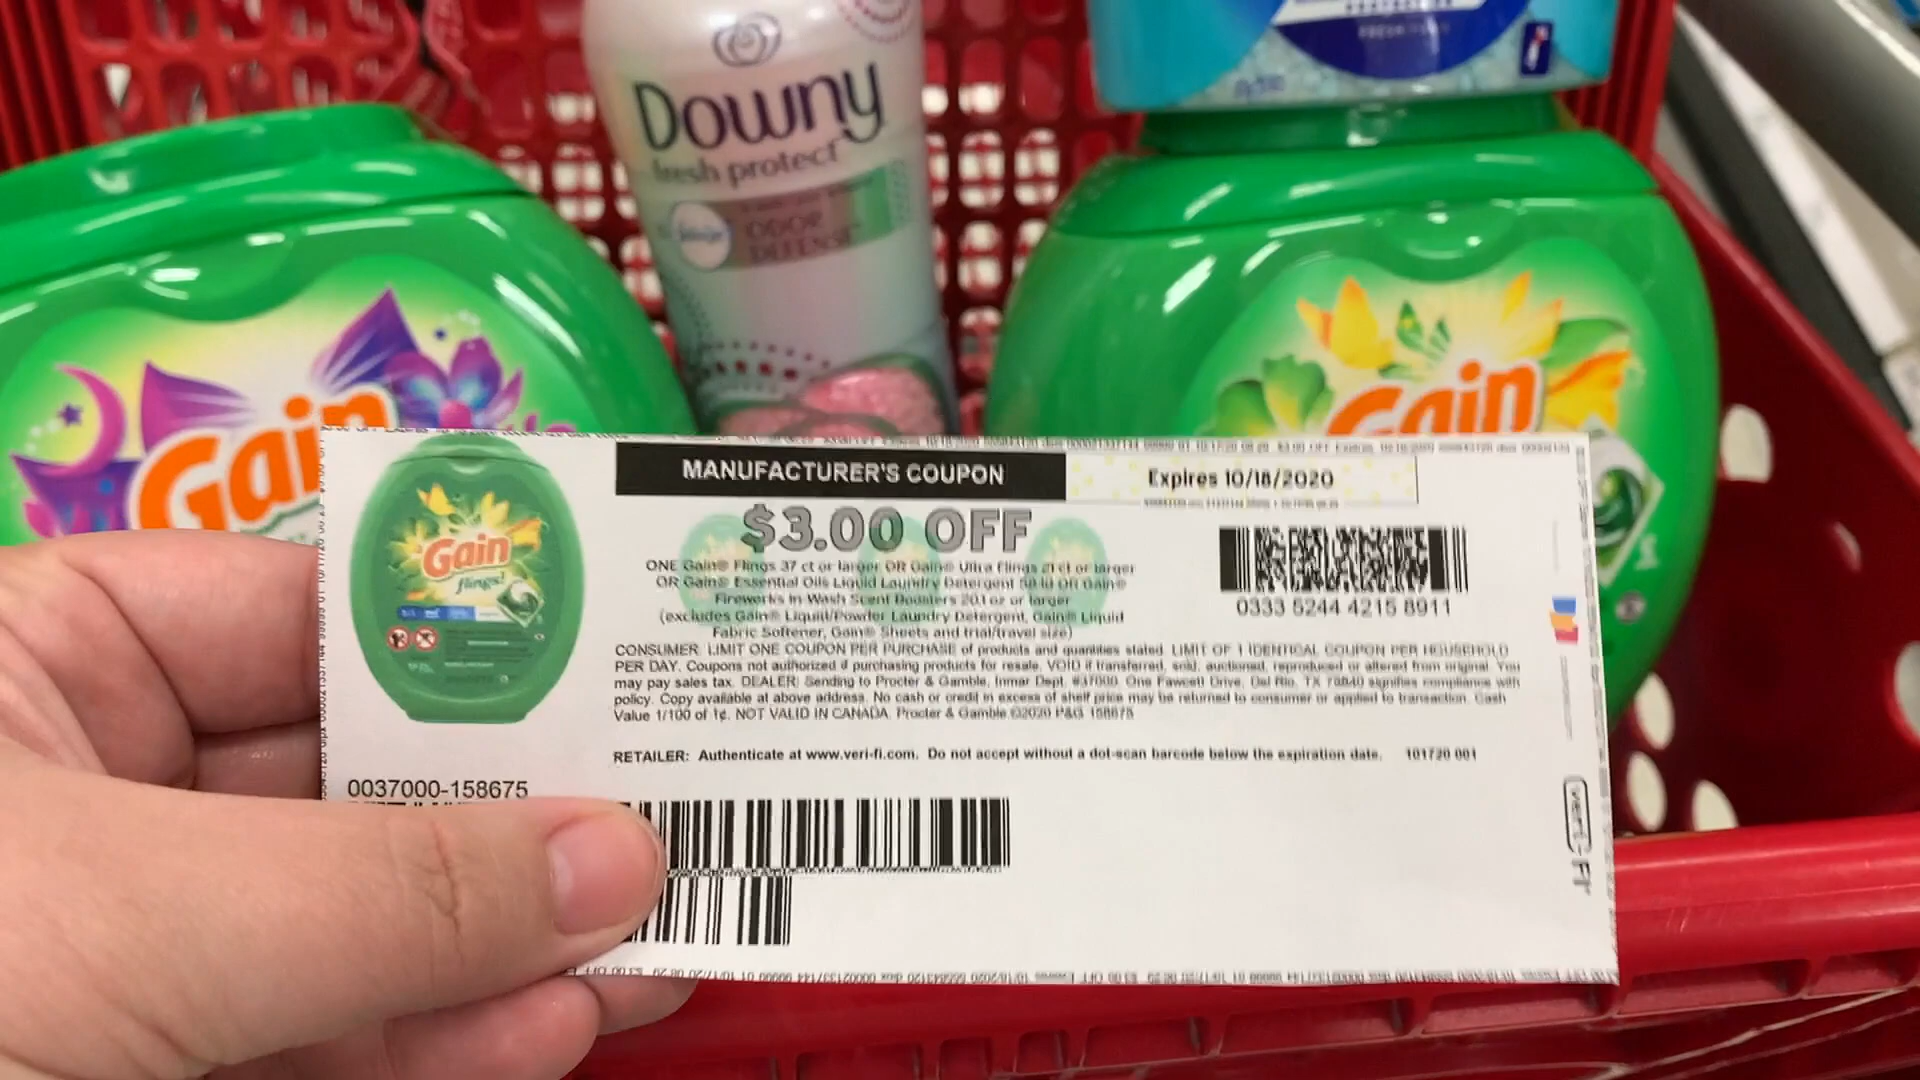 Downy
fresh protect
ODOR
DEFENSE
Gain
Gain
MANUFACTURER'S COUPON
Expires 10/18/2020
$3.00 OFF
ONE Gain® Flings 37 ct or larger OR Gain® Ultra Flings 21 ct or larger
OR Gain® Essential Oils Liquid Laundry Detergent OR Gain®
Fireworks In Wash Scent Boosters 20.1 oz or larger
(excludes Gain® Liquid/Powder Laundry Detergent, Gain® Liquid
Fabric Softener, Gain® Sheets and trial/travel size)
0333 5244 4215 8911
Gain
flings!
CONSUMER: LIMIT ONE COUPON PER PURCHASE of products and quantities stated. LIMIT OF 1 IDENTICAL COUPON PER HOUSEHOLD
PER DAY. Coupons not authorized if purchasing products for resale. VOID if transferred, sold, auctioned, reproduced or altered from original. You
may pay sales tax. DEALER: Sending to Procter & Gamble, Inmar Dept. #37000, One Fawcett Drive, Del Rio, TX 78840 signifies compliance with
policy. Copy available at above address. No cash or credit in excess of shelf price may be returned to consumer or applied to transaction. Cash
Value 1/100 of 1¢. NOT VALID IN CANADA. Procter & Gamble ©2020 P&G 158675
RETAILER: Authenticate at www.veri-fi.com. Do not accept without a dot-scan barcode below the expiration date. 101720 001
0037000-158675
veri-fi